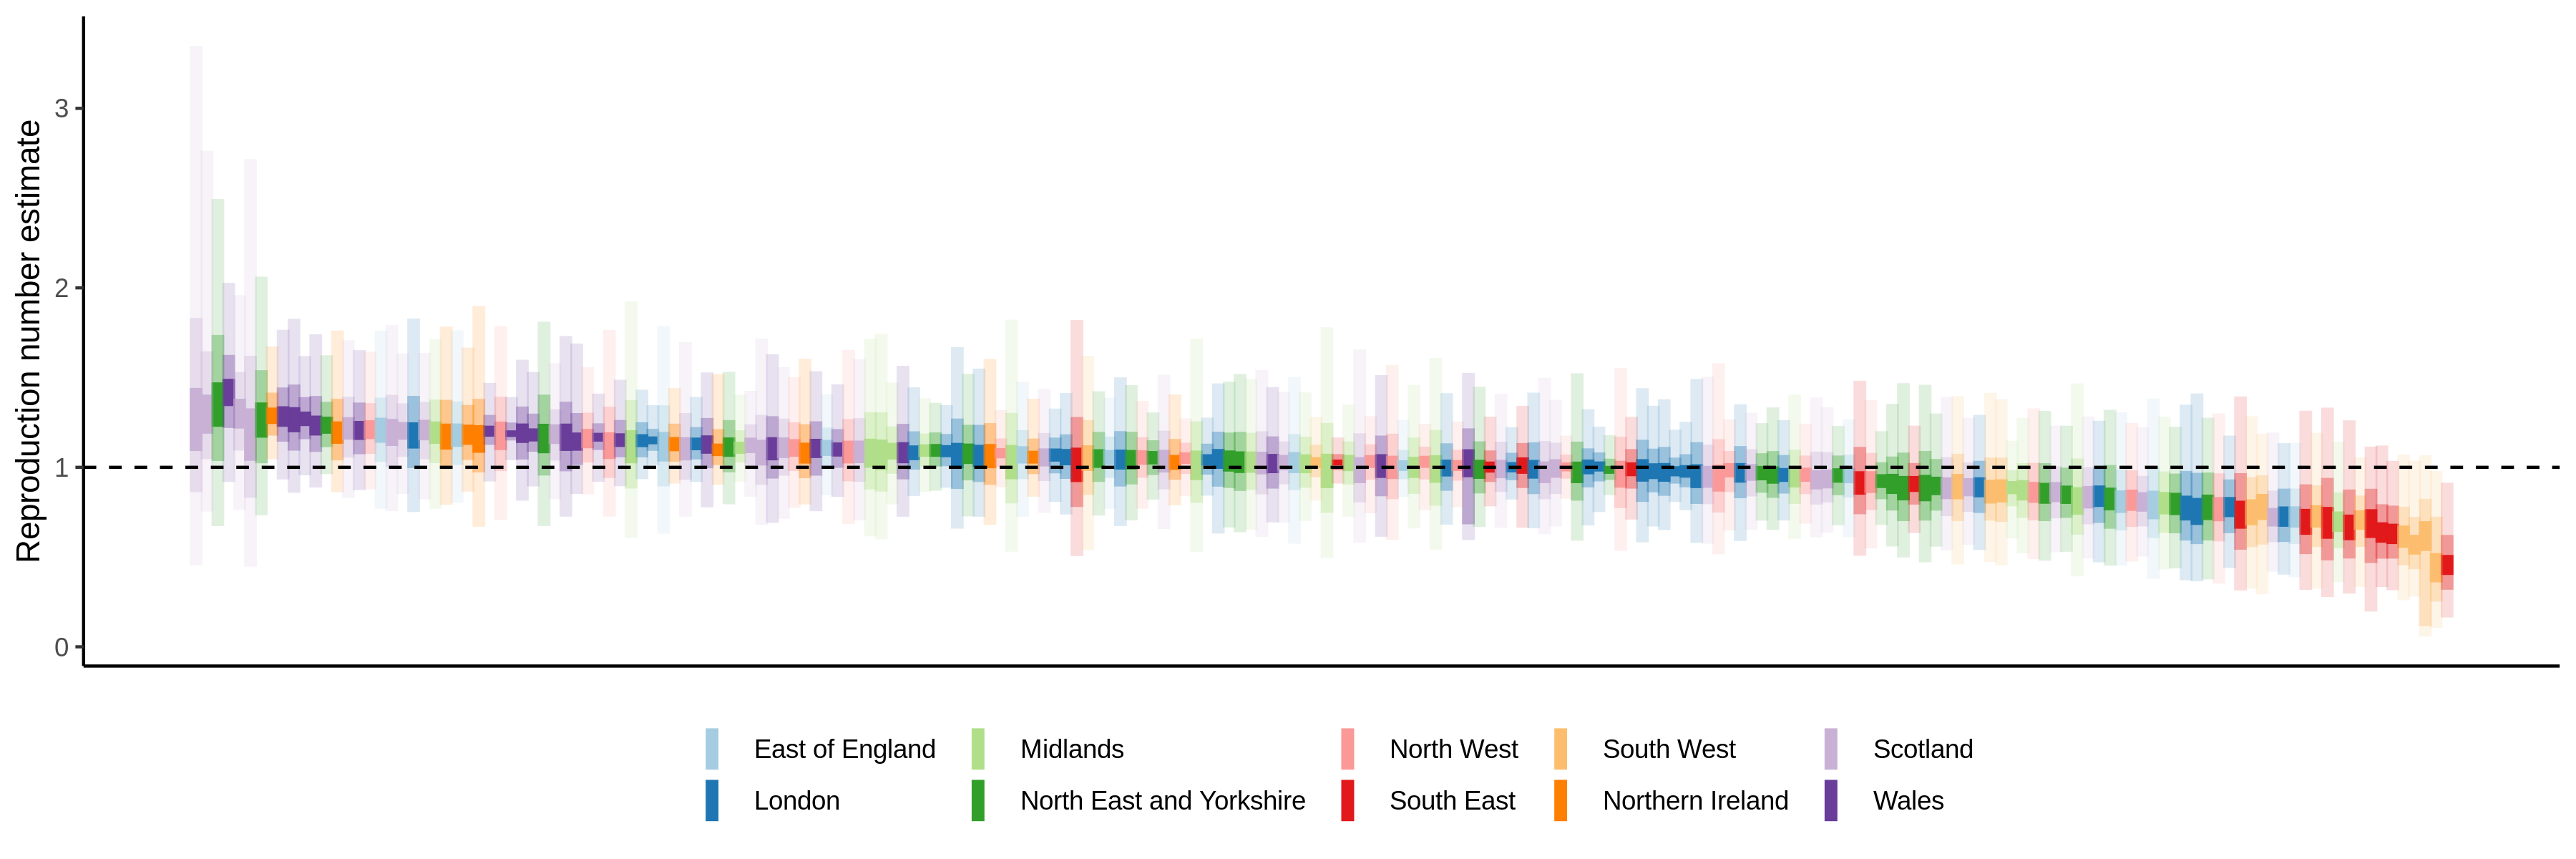 Reproduction number estimate
3
2
1
0
East of England
Midlands
North West
South West
Scotland
London
North East and Yorkshire
South East
Northern Ireland
Wales